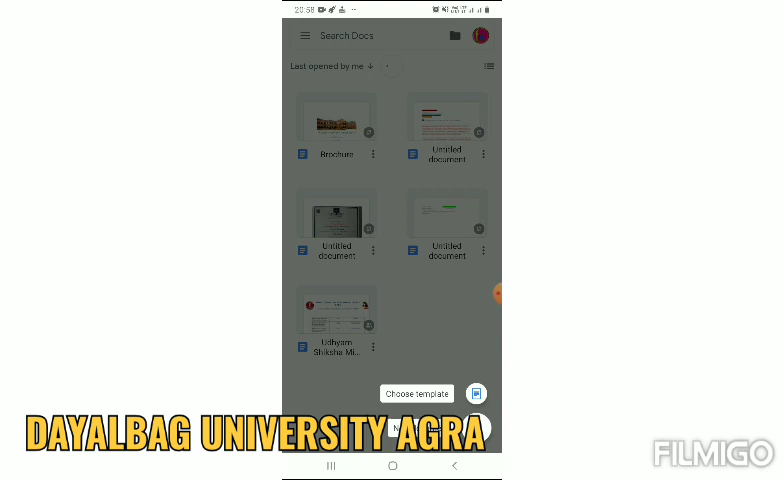 20:58
Search Docs
Last opened by me
Brochure
Untitled
document
Untitled
document
Untitled
document
Udhyam
Shiksha Mi...
Choose template
DAYALBAG UNIVERSITY AGRA
FILMIGO